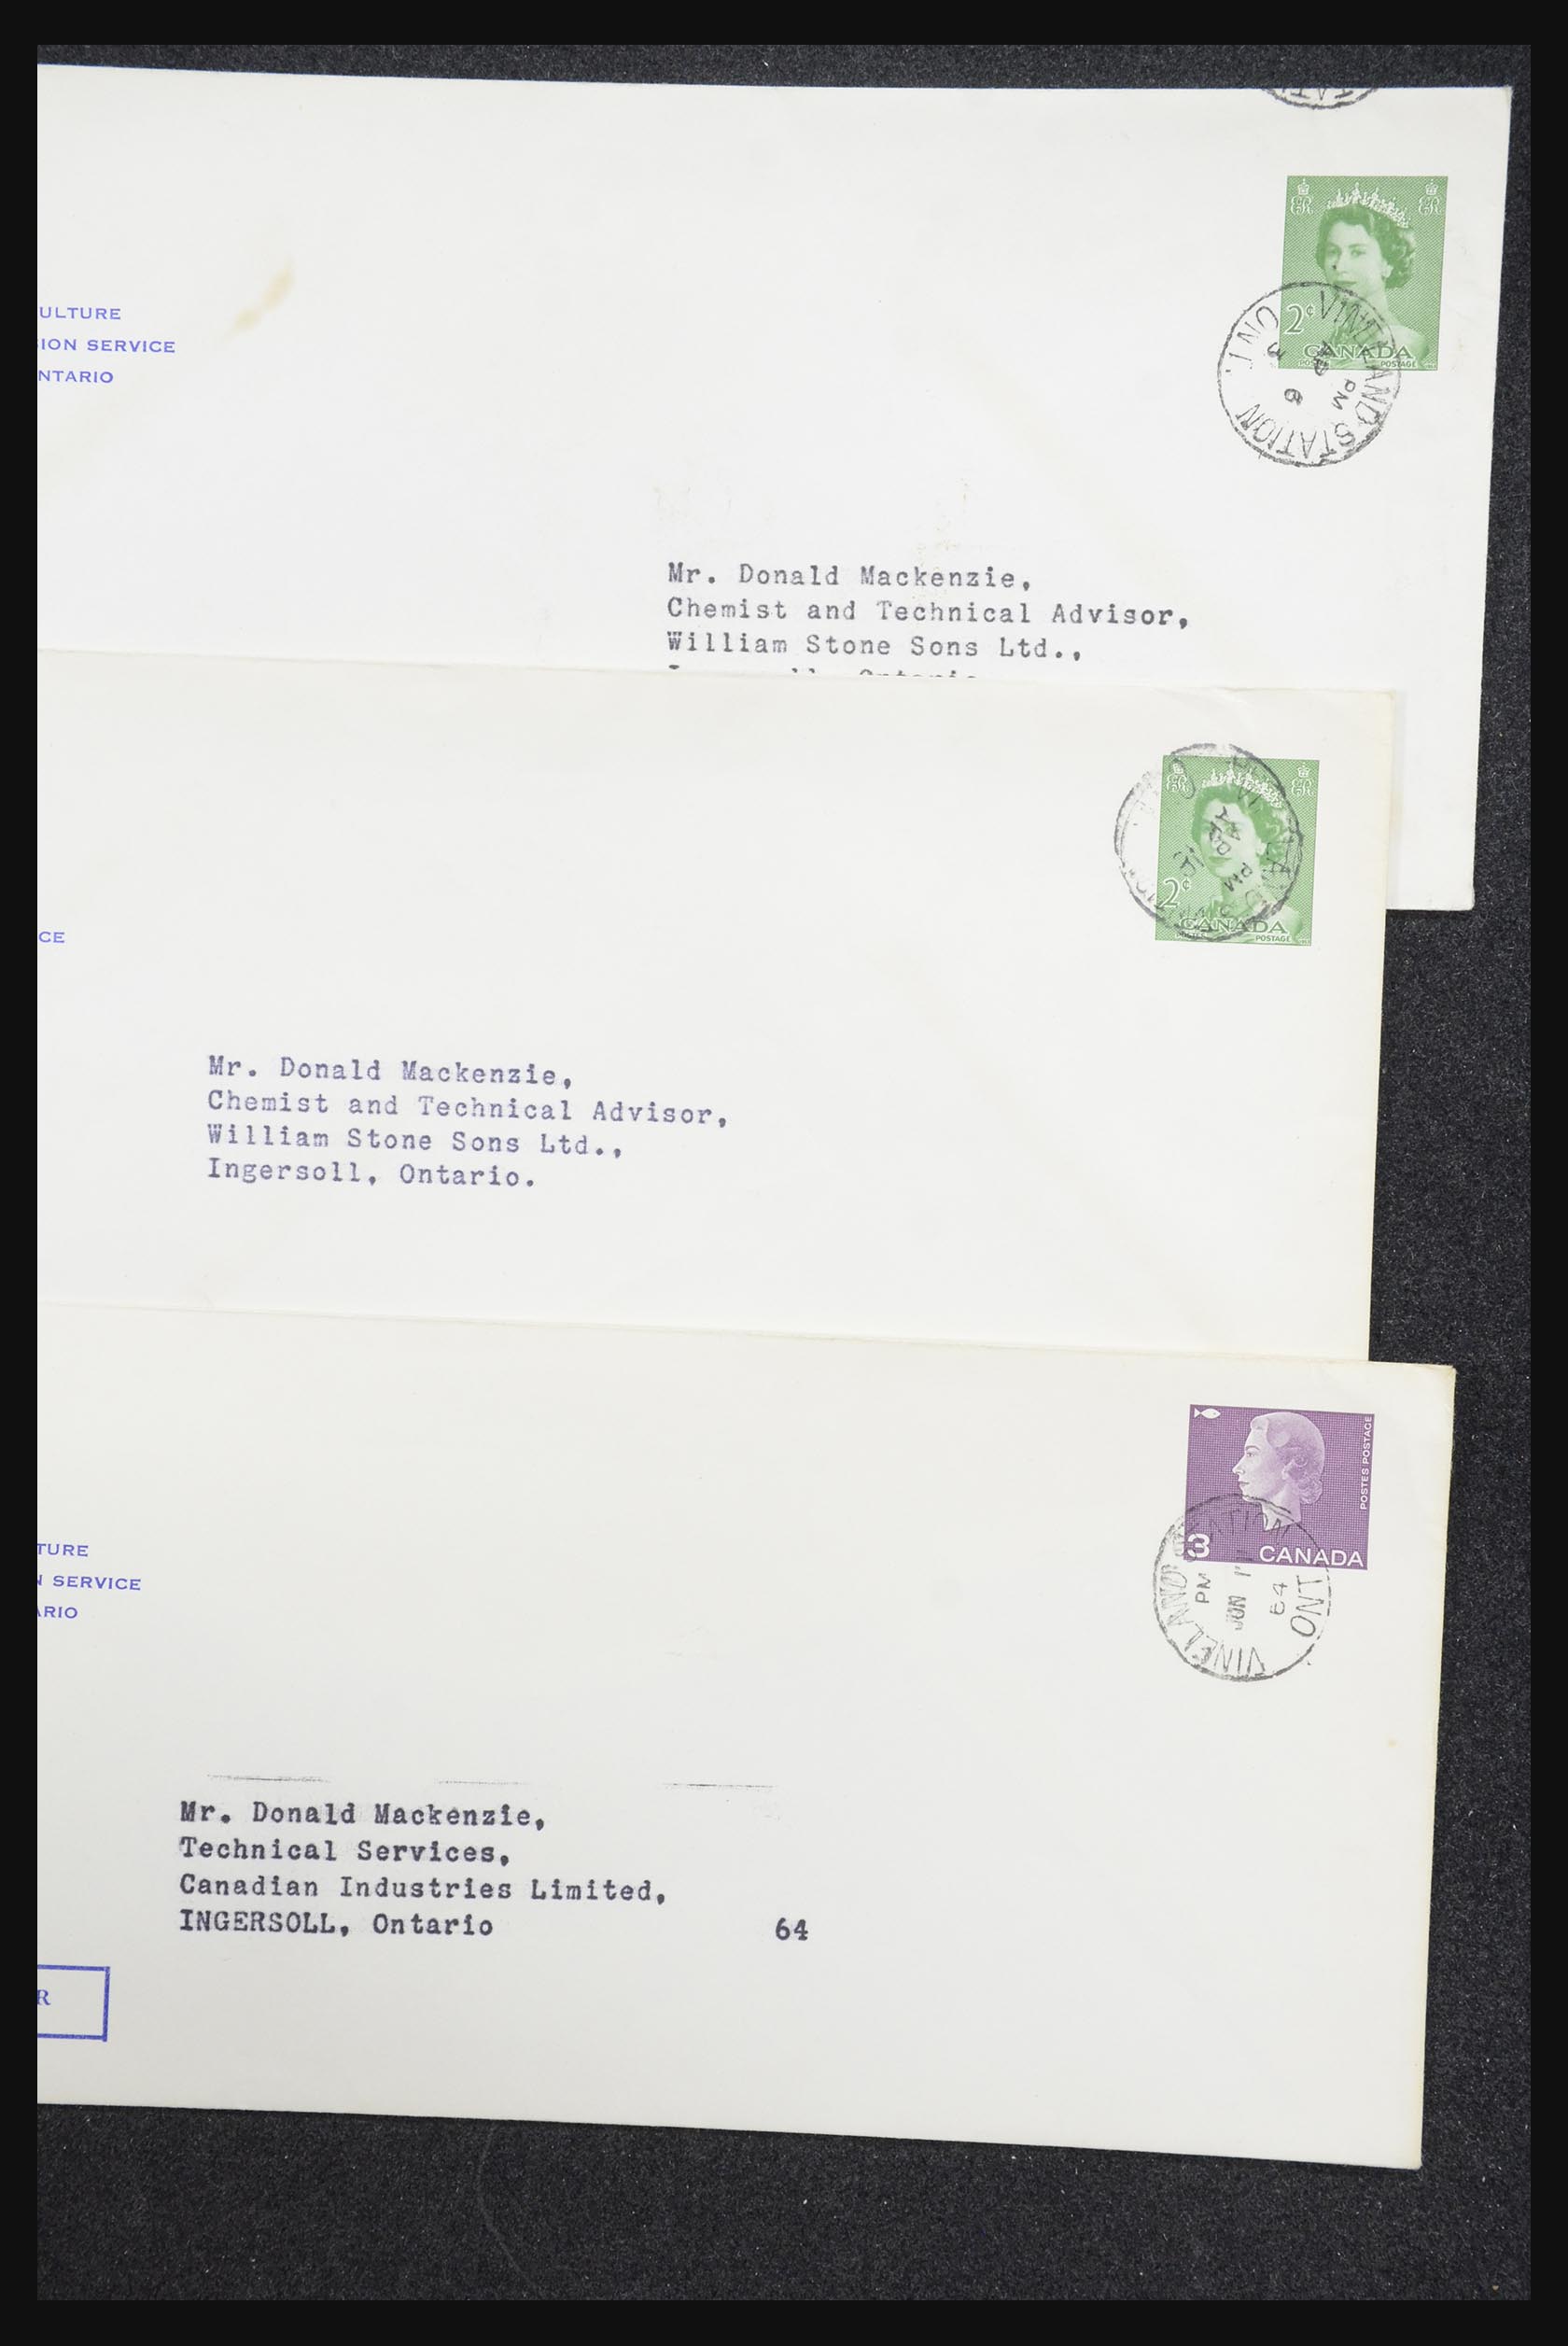 ULTURE
ION SERVICE
NTARIO
2¢
CANADA
POSTAGE
VINELAND STATION ONT
PM
Mr. Donald Mackenzie,
Chemist and Technical Advisor,
William Stone Sons Ltd.,
CE
2¢
CANADA
POSTAGE
PM
Mr. Donald Mackenzie,
Chemist and Technical Advisor,
William Stone Sons Ltd.,
Ingersoll, Ontario.
TURE
N SERVICE
ARIO
POSTES POSTAGE
3
CANADA
VINELAND STATION ONT
PM
JUN 1
64
Mr. Donald Mackenzie,
Technical Services,
Canadian Industries Limited,
INGERSOLL, Ontario 64
R